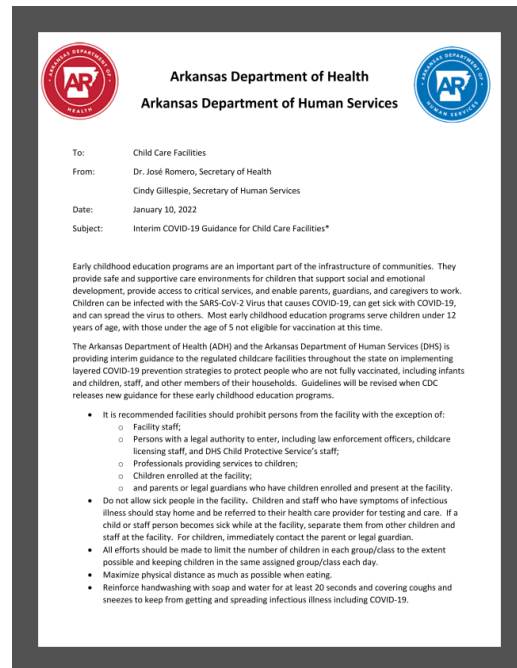 ARKANSAS DEPARTMENT OF
AR
HEALTH
Arkansas Department of Health
Arkansas Department of Human Services
ARKANSAS DEPARTMENT OF
AR
HUMAN SERVICES
To: Child Care Facilities
From: Dr. José Romero, Secretary of Health
Cindy Gillespie, Secretary of Human Services
Date: January 10, 2022
Subject: Interim COVID-19 Guidance for Child Care Facilities*
Early childhood education programs are an important part of the infrastructure of communities. They
provide safe and supportive care environments for children that support social and emotional
development, provide access to critical services, and enable parents, guardians, and caregivers to work.
Children can be infected with the SARS-CoV-2 Virus that causes COVID-19, can get sick with COVID-19,
and can spread the virus to others. Most early childhood education programs serve children under 12
years of age, with those under the age of 5 not eligible for vaccination at this time.
The Arkansas Department of Health (ADH) and the Arkansas Department of Human Services (DHS) is
providing interim guidance to the regulated childcare facilities throughout the state on implementing
layered COVID-19 prevention strategies to protect people who are not fully vaccinated, including infants
and children, staff, and other members of their households. Guidelines will be revised when CDC
releases new guidance for these early childhood education programs.
• It is recommended facilities should prohibit persons from the facility with the exception of:
o Facility staff;
o Persons with a legal authority to enter, including law enforcement officers, childcare
licensing staff, and DHS Child Protective Service's staff;
o Professionals providing services to children;
o Children enrolled at the facility;
o and parents or legal guardians who have children enrolled and present at the facility.
• Do not allow sick people in the facility. Children and staff who have symptoms of infectious
illness should stay home and be referred to their health care provider for testing and care. If a
child or staff person becomes sick while at the facility, separate them from other children and
staff at the facility. For children, immediately contact the parent or legal guardian.
• All efforts should be made to limit the number of children in each group/class to the extent
possible and keeping children in the same assigned group/class each day.
• Maximize physical distance as much as possible when eating.
• Reinforce handwashing with soap and water for at least 20 seconds and covering coughs and
sneezes to keep from getting and spreading infectious illness including COVID-19.